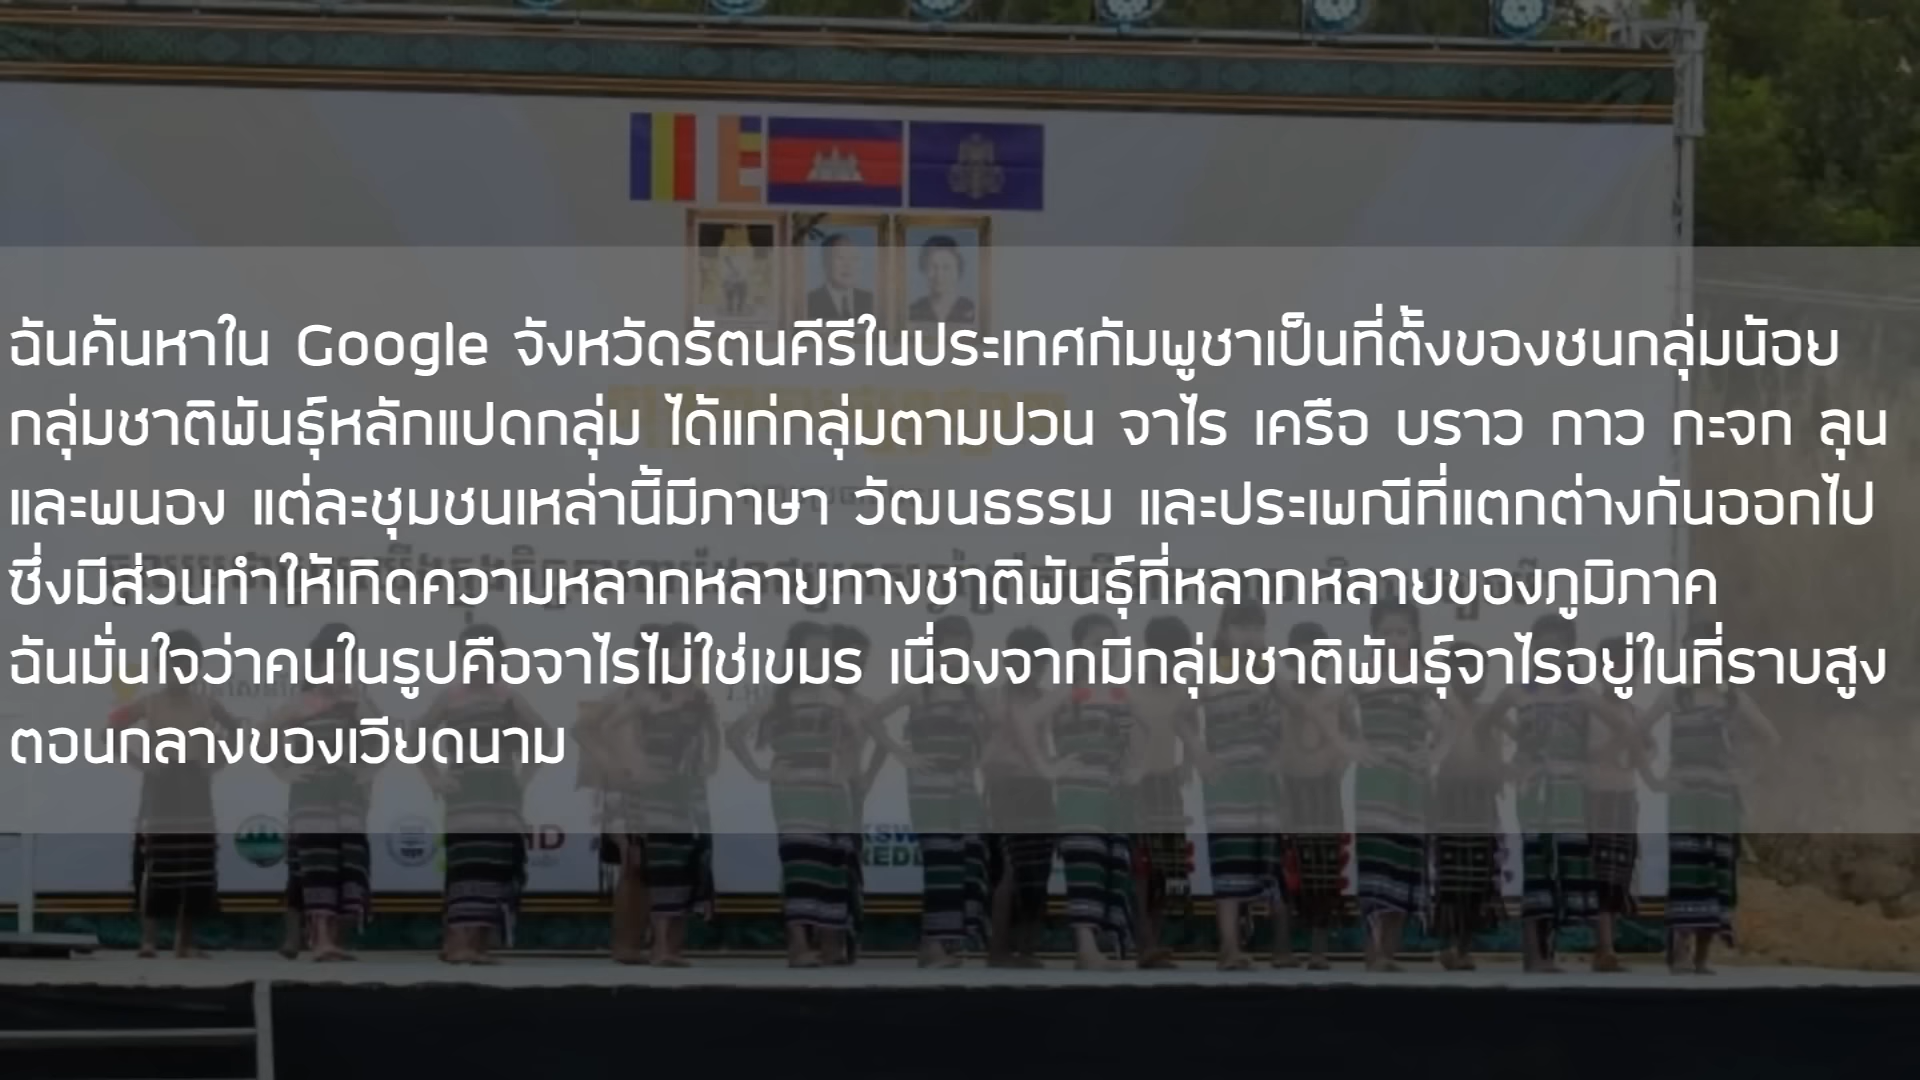 ฉันค้นหาใน Google จังหวัดรัตนคีรีในประเทศกัมพูชาเป็นที่ตั้งของชนกลุ่มน้อย
กลุ่มชาติพันธุ์หลักแปดกลุ่ม ได้แก่กลุ่มตามปวน จาไร เครือ บราว กาว กะจก ลุน
และพนอง แต่ละชุมชนเหล่านี้มีภาษา วัฒนธรรม และประเพณีที่แตกต่างกันออกไป
ซึ่งมีส่วนทำให้เกิดความหลากหลายทางชาติพันธุ์ที่หลากหลายของภูมิภาค
ฉันมั่นใจว่าคนในรูปคือจาไรไม่ใช่เขมร เนื่องจากมีกลุ่มชาติพันธุ์จาไรอยู่ในที่ราบสูง
ตอนกลางของเวียดนาม